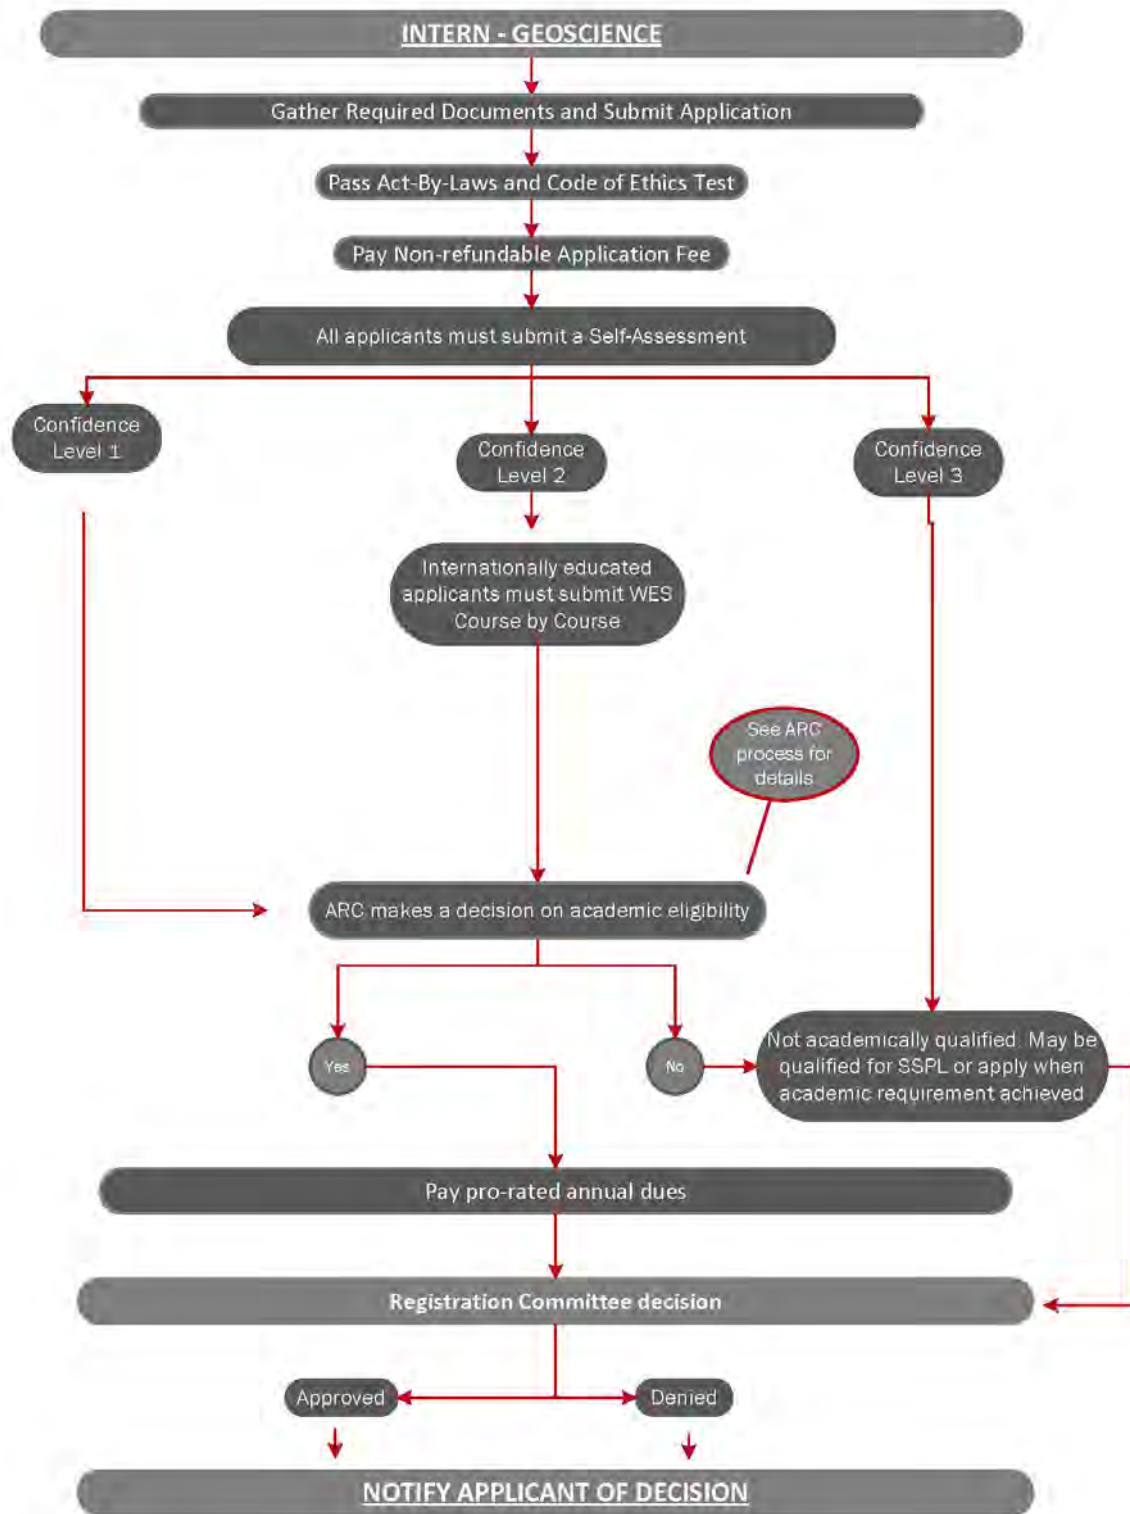 INTERN - GEOSCIENCE
Gather Required Documents and Submit Application
Pass Act-By-Laws and Code of Ethics Test
Pay Non-refundable Application Fee
All applicants must submit a Self-Assessment
Confidence
Level 1
Confidence
Level 2
Confidence
Level 3
Internationally educated
applicants must submit WES
Course by Course
See ARC
process for
details
ARC makes a decision on academic eligibility
Yes
No
Not academically qualified. May be
qualified for SSPL or apply when
academic requirement achieved
Pay pro-rated annual dues
Registration Committee decision
Approved
Denied
NOTIFY APPLICANT OF DECISION